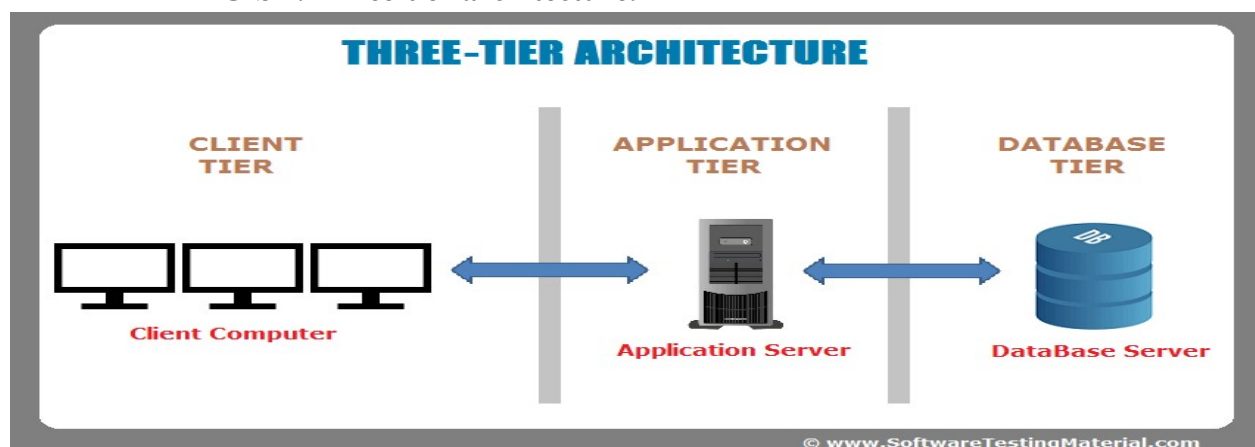 THREE-TIER ARCHITECTURE
CLIENT
TIER
APPLICATION
TIER
DATABASE
TIER
DB
Client Computer
Application Server
DataBase Server
© www.SoftwareTestingMaterial.com